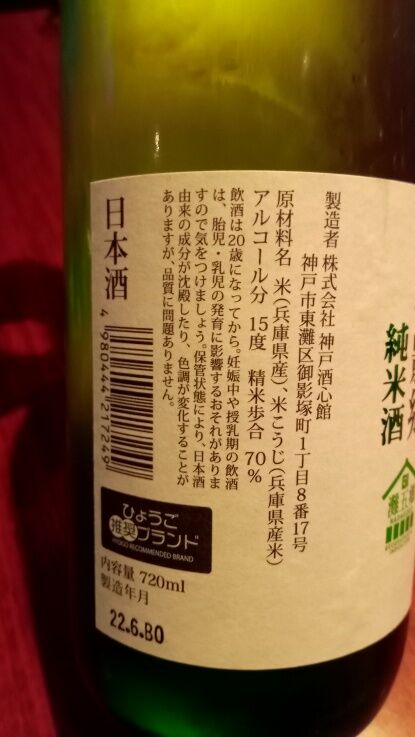 純米酒
製造者 株式会社 神戸酒心館
神戸市東灘区御影塚町1丁目8番17号
原材料名 米(兵庫県産)、米こうじ(兵庫県産米)
アルコール分 15度 精米歩合 70%
飲酒は20歳になってから。妊娠中や授乳期の飲酒
は、胎児・乳児の発育に影響するおそれがありま
すので気をつけましょう。保管状態により、日本酒
由来の成分が沈殿したり、色調が変化することが
ありますが、品質に問題ありません。
日本酒
4 980444 217249
ひょうご
推奨ブランド
HYOGO RECOMMENDED BRAND
内容量 720ml
製造年月
22.6.B0
灘五郷